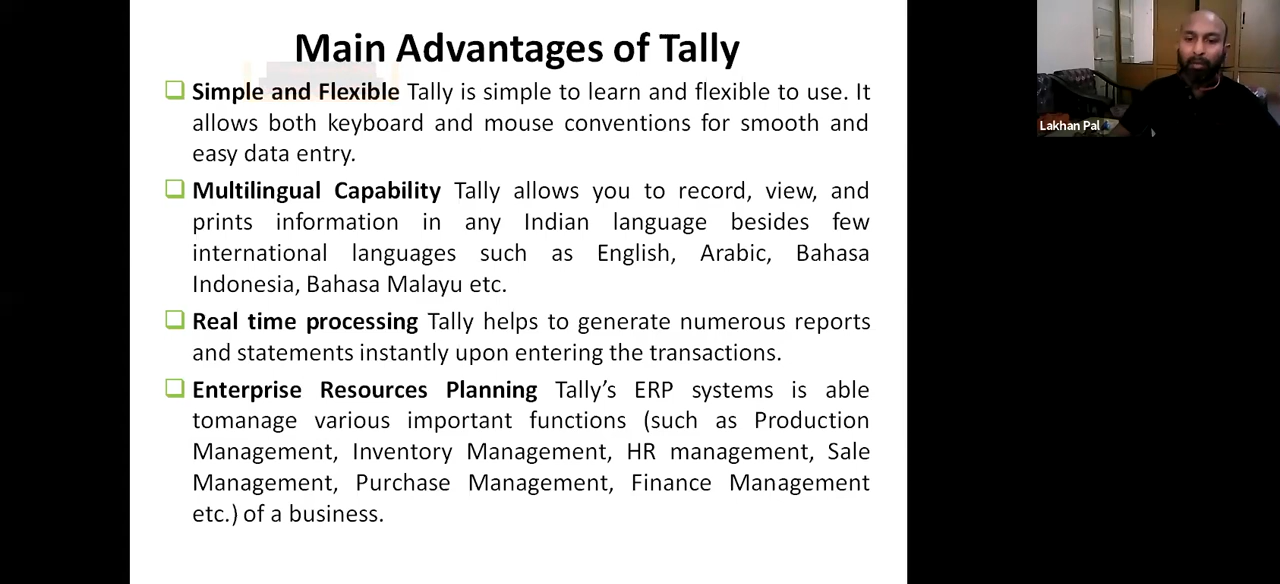 Main Advantages of Tally
Simple and Flexible Tally is simple to learn and flexible to use. It
allows both keyboard and mouse conventions for smooth and
easy data entry.
Multilingual Capability Tally allows you to record, view, and
prints information in any Indian language besides few
international languages such as English, Arabic, Bahasa
Indonesia, Bahasa Malayu etc.
Real time processing Tally helps to generate numerous reports
and statements instantly upon entering the transactions.
Enterprise Resources Planning Tally’s ERP systems is able
tomanage various important functions (such as Production
Management, Inventory Management, HR management, Sale
Management, Purchase Management, Finance Management
etc.) of a business.
Lakhan Pal